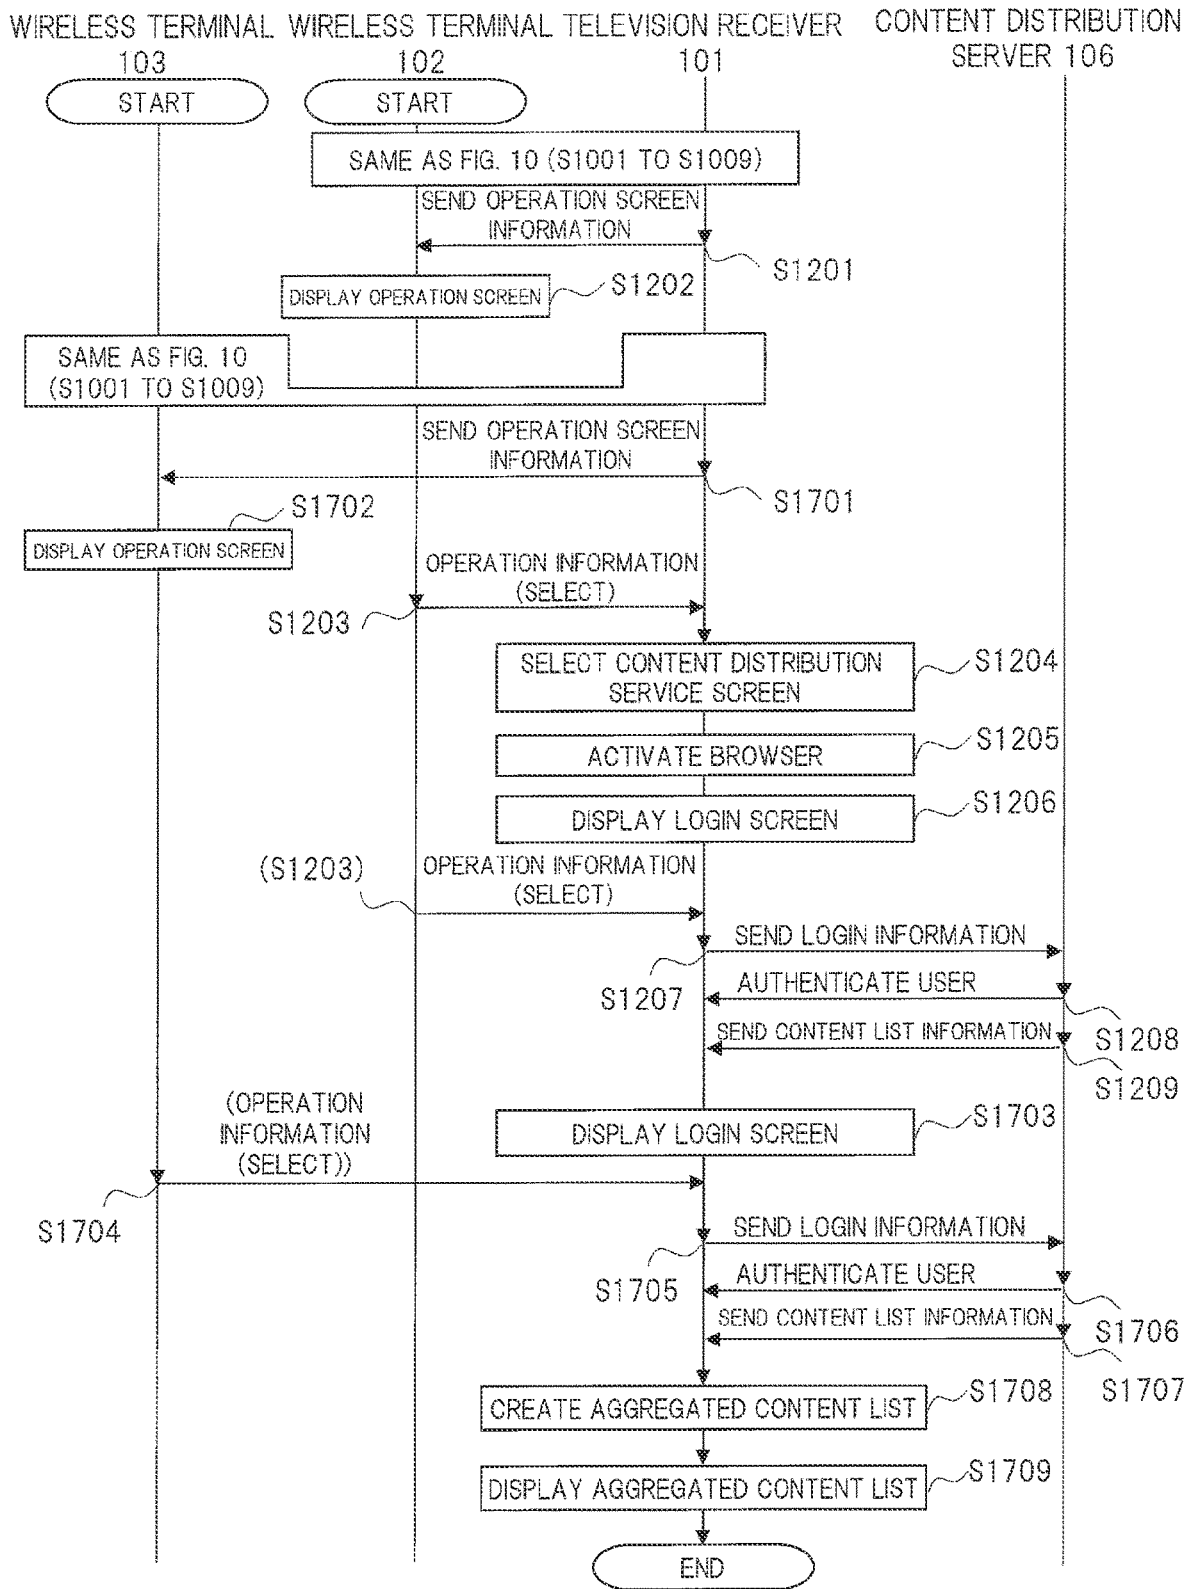 WIRELESS TERMINAL WIRELESS TERMINAL TELEVISION RECEIVER CONTENT DISTRIBUTION
103 102 101 SERVER 106
START START
SAME AS FIG. 10 (S1001 TO S1009)
SEND OPERATION SCREEN
INFORMATION
S1201
DISPLAY OPERATION SCREEN S1202
SAME AS FIG. 10
(S1001 TO S1009)
SEND OPERATION SCREEN
INFORMATION
S1701
S1702
DISPLAY OPERATION SCREEN
OPERATION INFORMATION
(SELECT)
S1203
SELECT CONTENT DISTRIBUTION
SERVICE SCREEN
S1204
ACTIVATE BROWSER S1205
DISPLAY LOGIN SCREEN S1206
(S1203) OPERATION INFORMATION
(SELECT)
SEND LOGIN INFORMATION
S1207
AUTHENTICATE USER
S1208
SEND CONTENT LIST INFORMATION
S1209
DISPLAY LOGIN SCREEN S1703
(OPERATION
INFORMATION
(SELECT))
S1704
SEND LOGIN INFORMATION
S1705
AUTHENTICATE USER
S1706
SEND CONTENT LIST INFORMATION
S1707
CREATE AGGREGATED CONTENT LIST S1708
DISPLAY AGGREGATED CONTENT LIST S1709
END